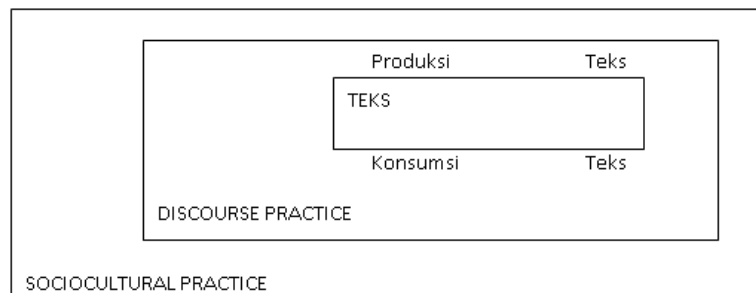 Produksi Teks
TEKS
Konsumsi Teks
DISCOURSE PRACTICE
SOCIOCULTURAL PRACTICE